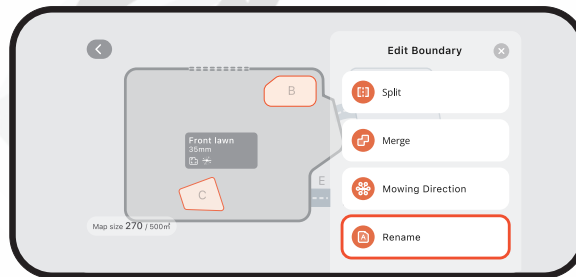 Edit Boundary
B
Split
Front lawn
35mm
Merge
E
C
Mowing Direction
Map size 270 / 500㎡
Rename